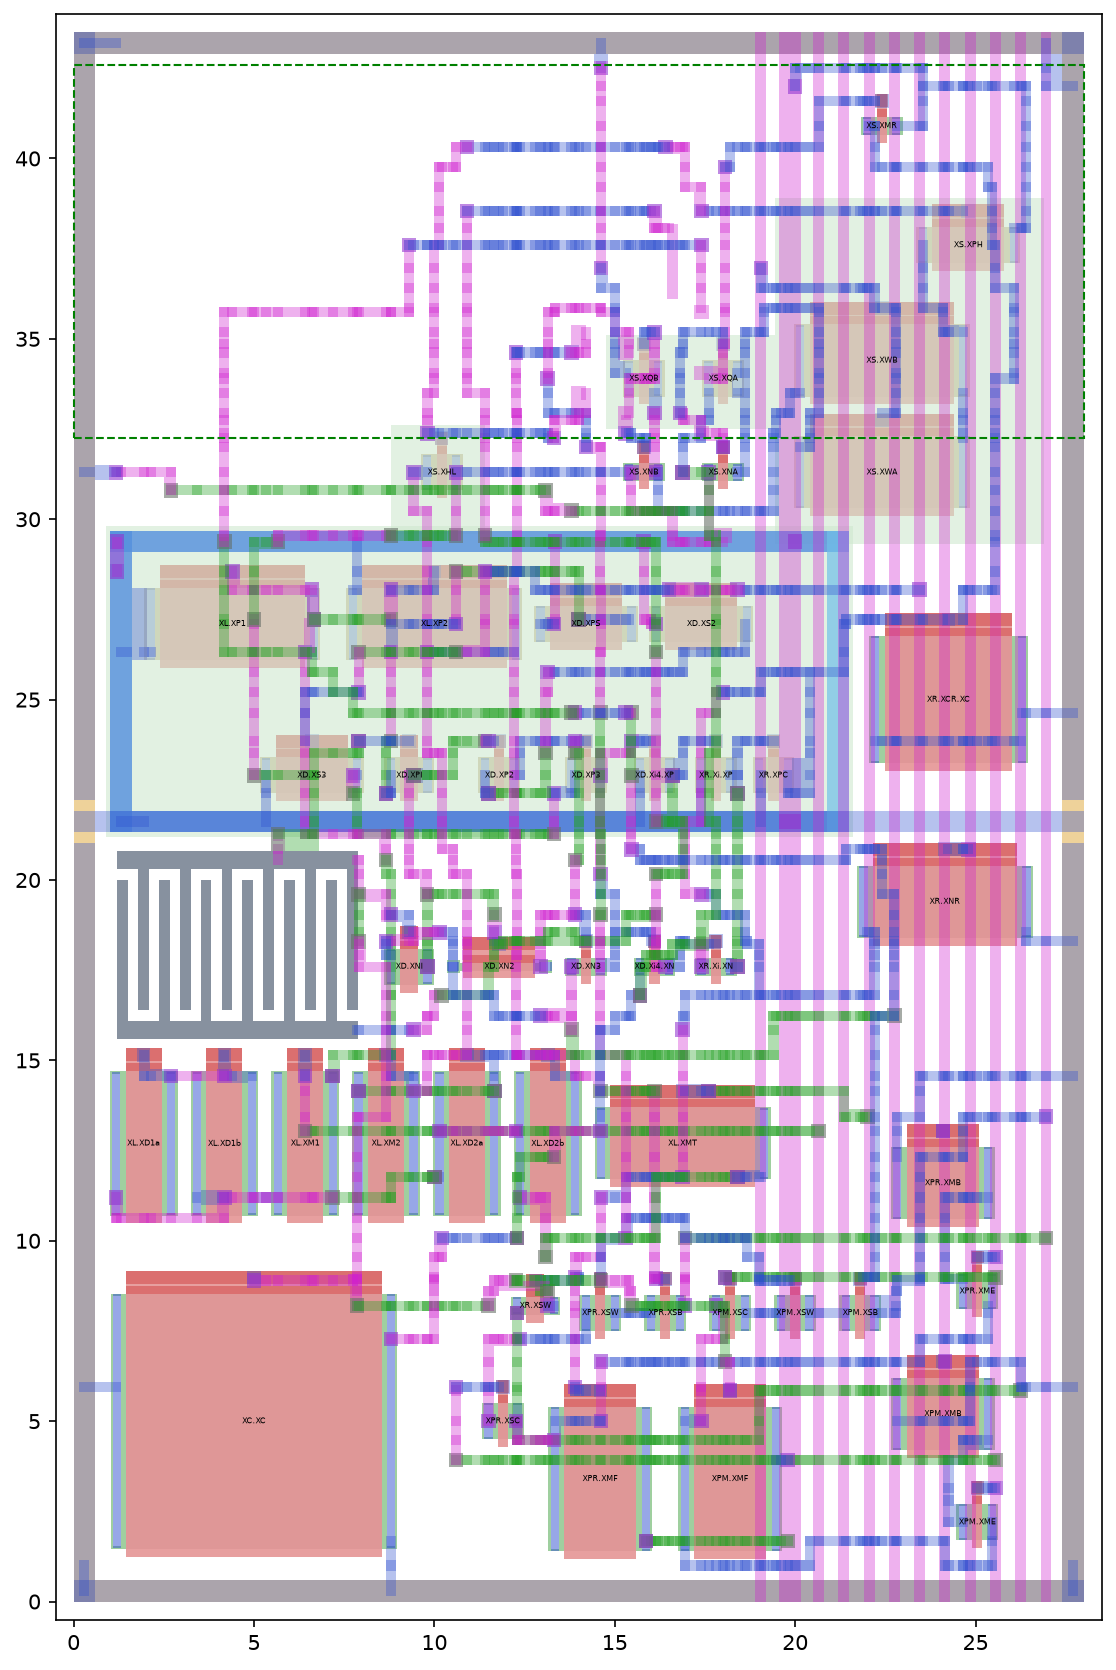 XS.XMR
40
XS.XPH
35
XS.XWB
XS.XQB XS.XQA
XS.XHL XS.XNB XS.XNA XS.XWA
30
XL.XP1 XL.XP2 XD.XPS XD.XS2
25
XR.XCR.XC
XD.XS3 XD.XPI XD.XP2 XD.XP3 XD.Xi4.XP XR.Xi.XP XR.XPC
20
XR.XNR
XD.XNI XD.XN2 XD.XN3 XD.Xi4.XN XR.Xi.XN
15
XL.XD1a XL.XD1b XL.XM1 XL.XM2 XL.XD2a XL.XD2b XL.XMT
XPR.XMB
10
XPR.XME
XR.XSW XPR.XSW XPR.XSB XPM.XSC XPM.XSW XPM.XSB
5
XC.XC XPR.XSC XPM.XMB
XPR.XMF XPM.XMF
XPM.XME
0
0 5 10 15 20 25